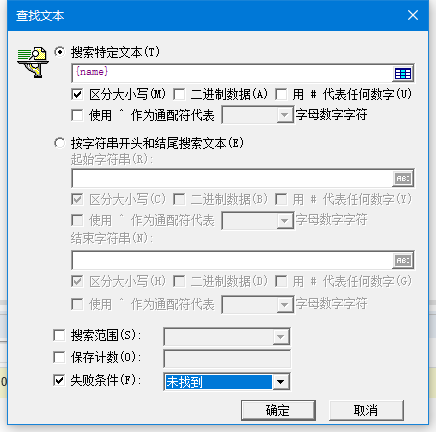 查找文本
搜索特定文本(T)
{name}
区分大小写(M) 二进制数据(A) 用 # 代表任何数字(U)
使用 ^ 作为通配符代表 字母数字字符
按字符串开头和结尾搜索文本(E)
起始字符串(R):
ABC
区分大小写(C) 二进制数据(B) 用 # 代表任何数字(Y)
使用 ^ 作为通配符代表 字母数字字符
结束字符串(N):
ABC
区分大小写(H) 二进制数据(D) 用 # 代表任何数字(G)
使用 ^ 作为通配符代表 字母数字字符
搜索范围(S):
保存计数(O):
0
失败条件(F): 未找到
确定 取消